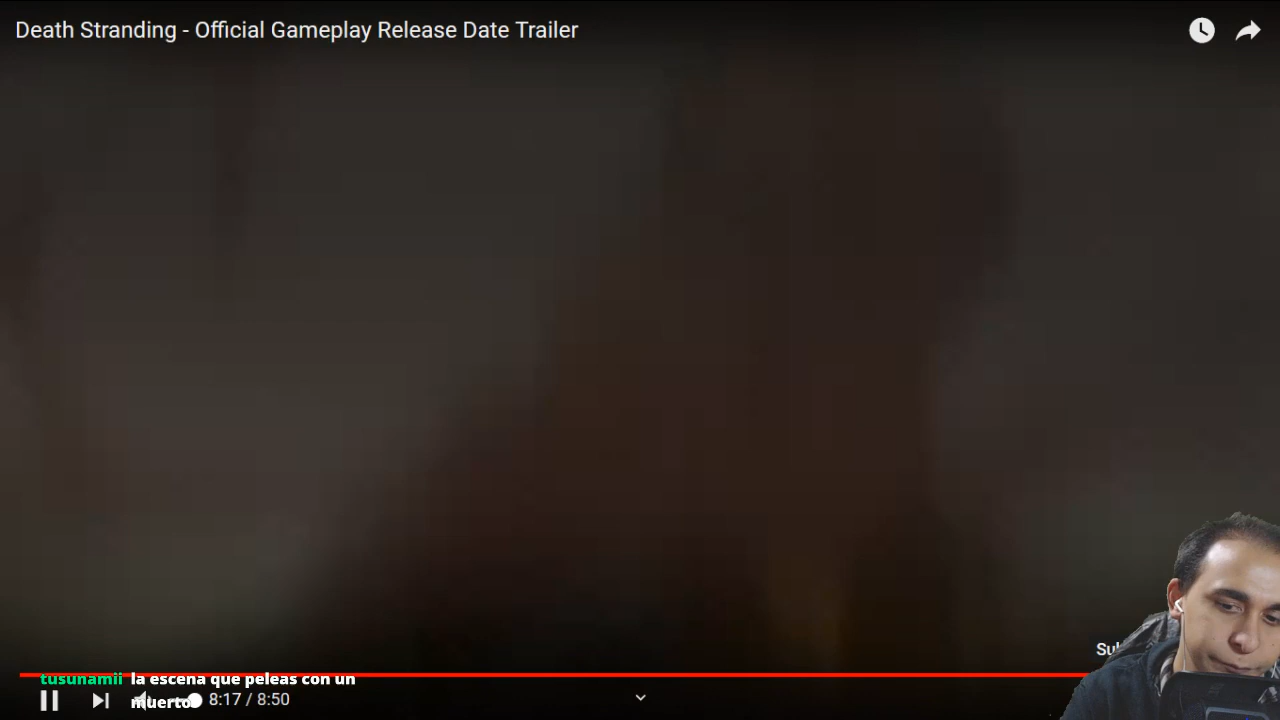 Death Stranding - Official Gameplay Release Date Trailer
tusunamii la escena que peleas con un
muerto
8:17 / 8:50